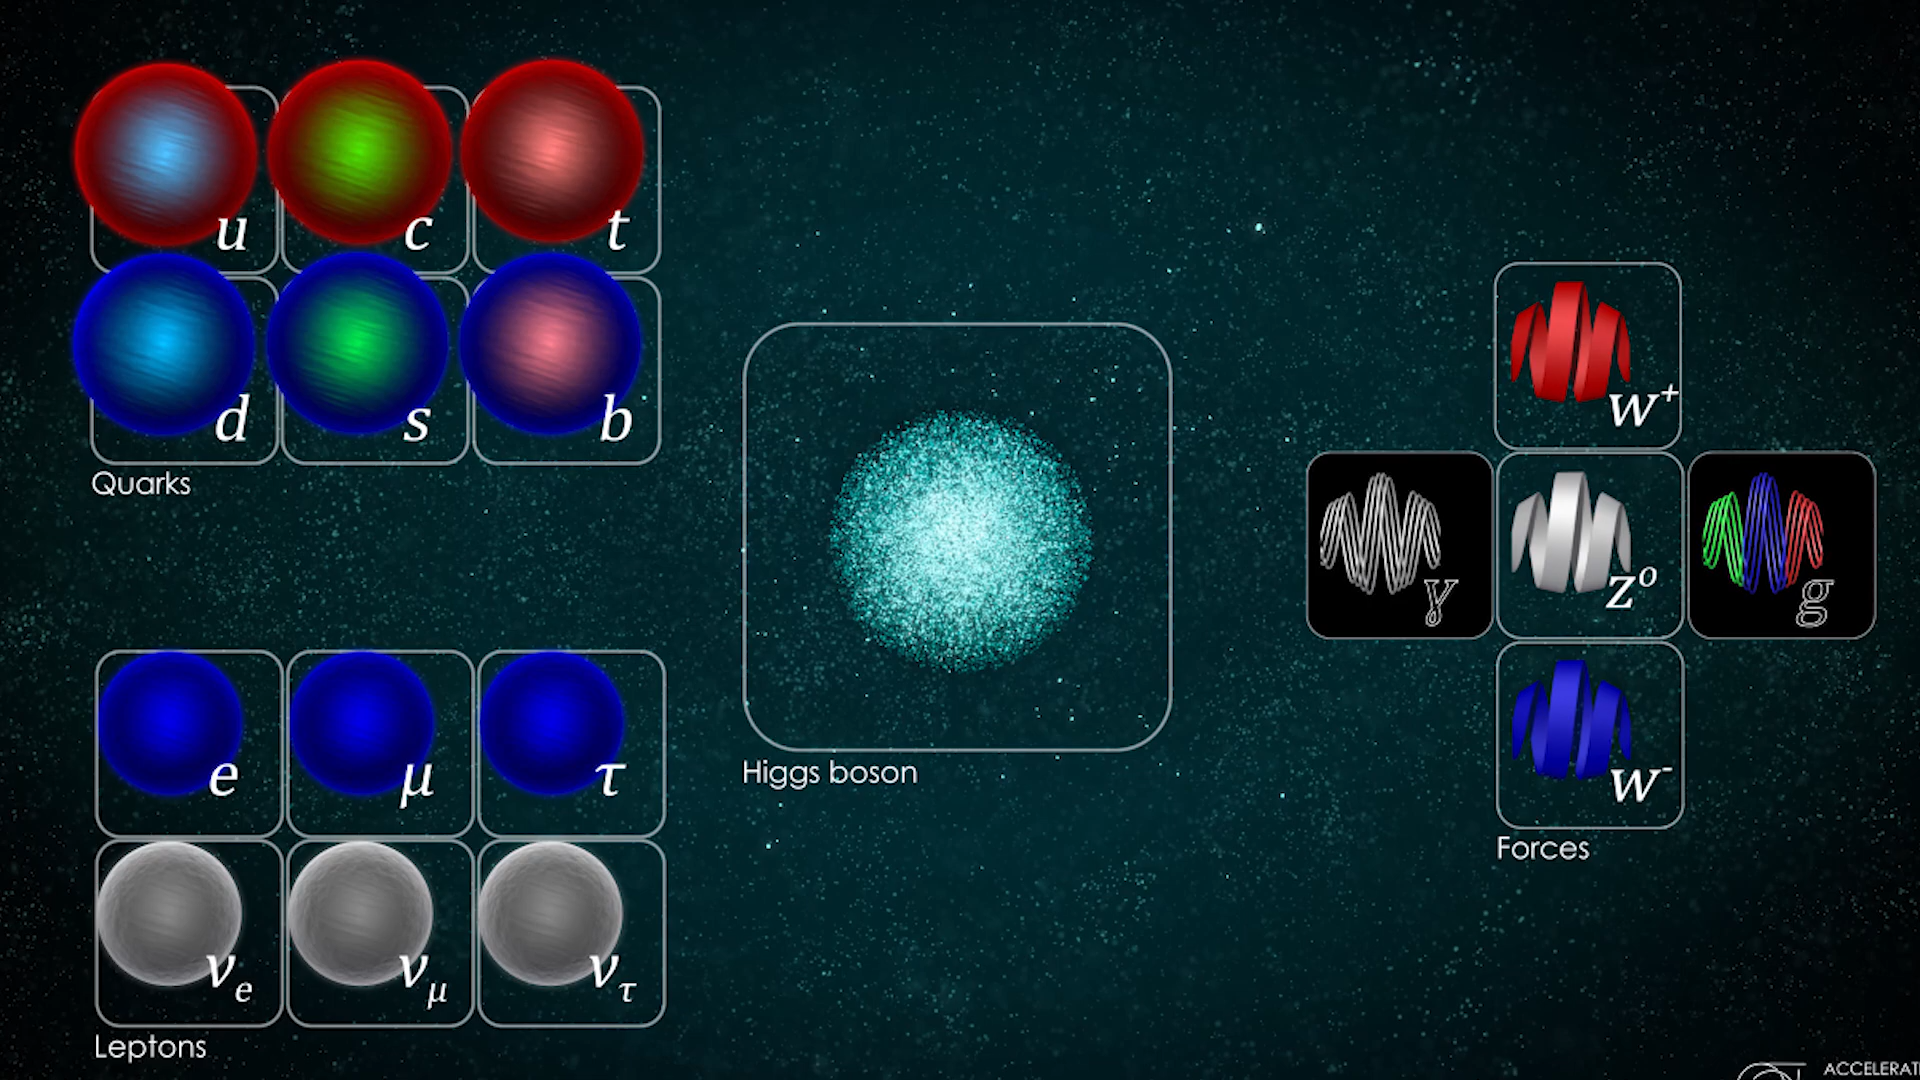 u c t
d s b
Quarks
e μ τ
νe νμ ντ
Leptons
Higgs boson
W+
γ Z0 g
W-
Forces